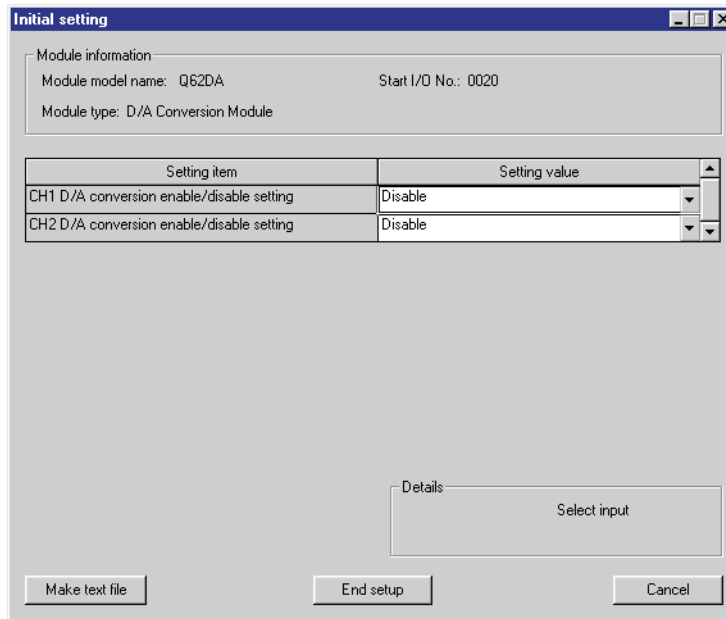 Initial setting
Module information
Module model name: Q62DA Start I/O No.: 0020
Module type: D/A Conversion Module
Setting item Setting value
CH1 D/A conversion enable/disable setting Disable
CH2 D/A conversion enable/disable setting Disable
Details
Select input
Make text file End setup Cancel